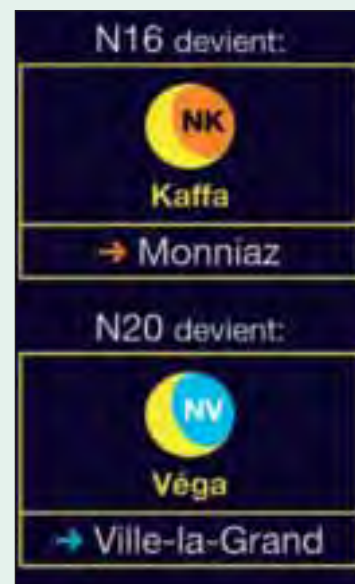 N16 devient:
NK
Kaffa
→ Monniaz
N20 devient:
NV
Véga
→ Ville-la-Grand